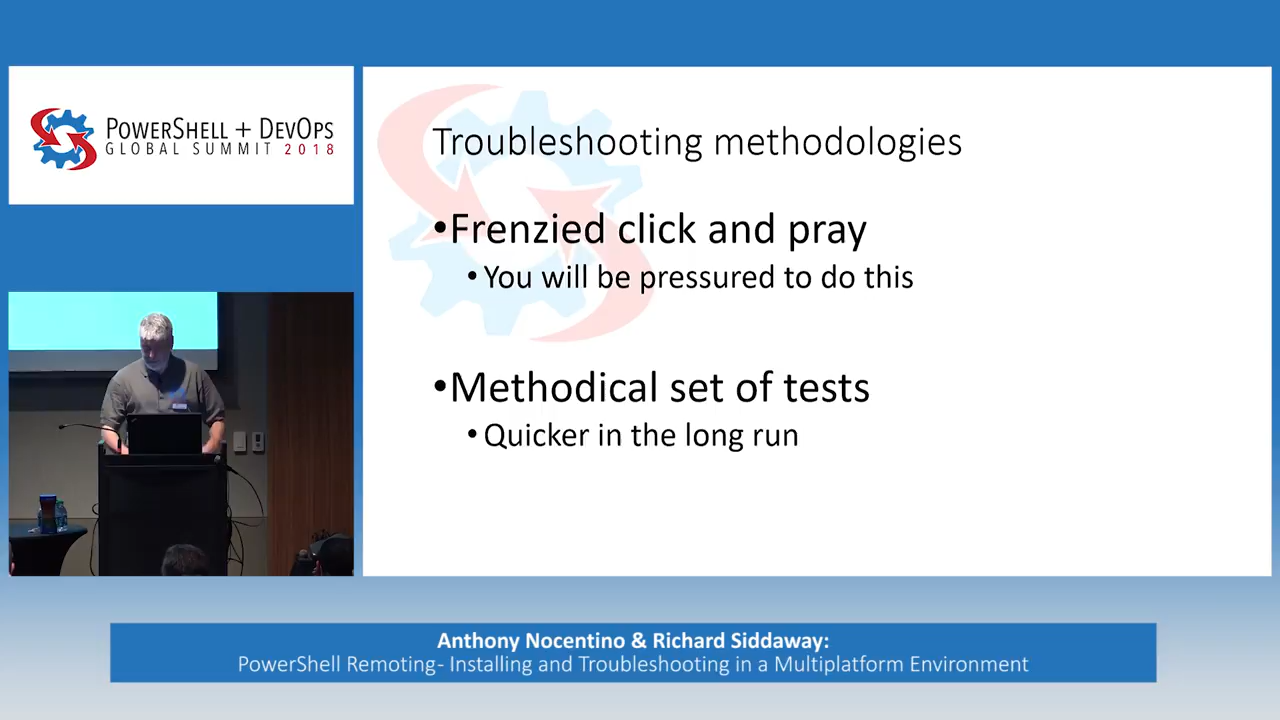 POWERSHELL + DEVOPS
GLOBAL SUMMIT 2018
Troubleshooting methodologies
•Frenzied click and pray
•You will be pressured to do this
•Methodical set of tests
•Quicker in the long run
Anthony Nocentino & Richard Siddaway:
PowerShell Remoting - Installing and Troubleshooting in a Multiplatform Environment